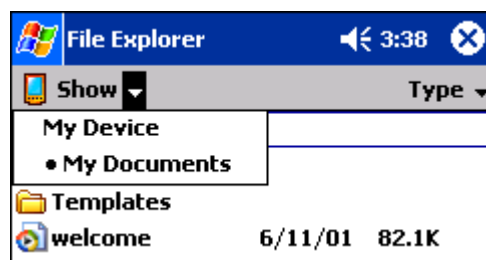 File Explorer 3:38
Show Type
My Device
• My Documents
Templates
welcome 6/11/01 82.1K